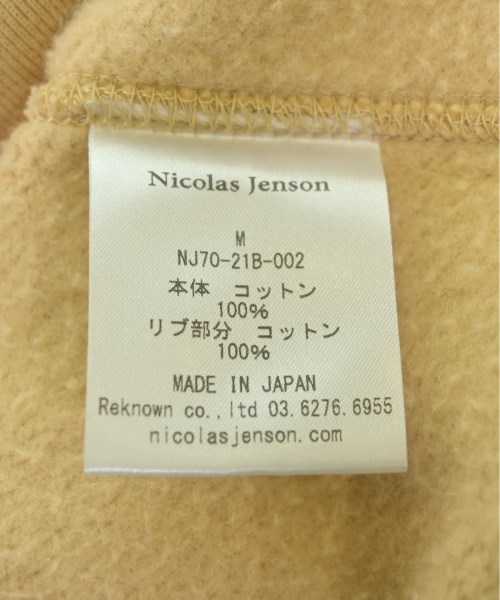 Nicolas Jenson
M
NJ70-21B-002
本体 コットン
100%
リブ部分 コットン
100%
MADE IN JAPAN
Reknown co.,ltd 03.6276.6955
nicolasjenson.com